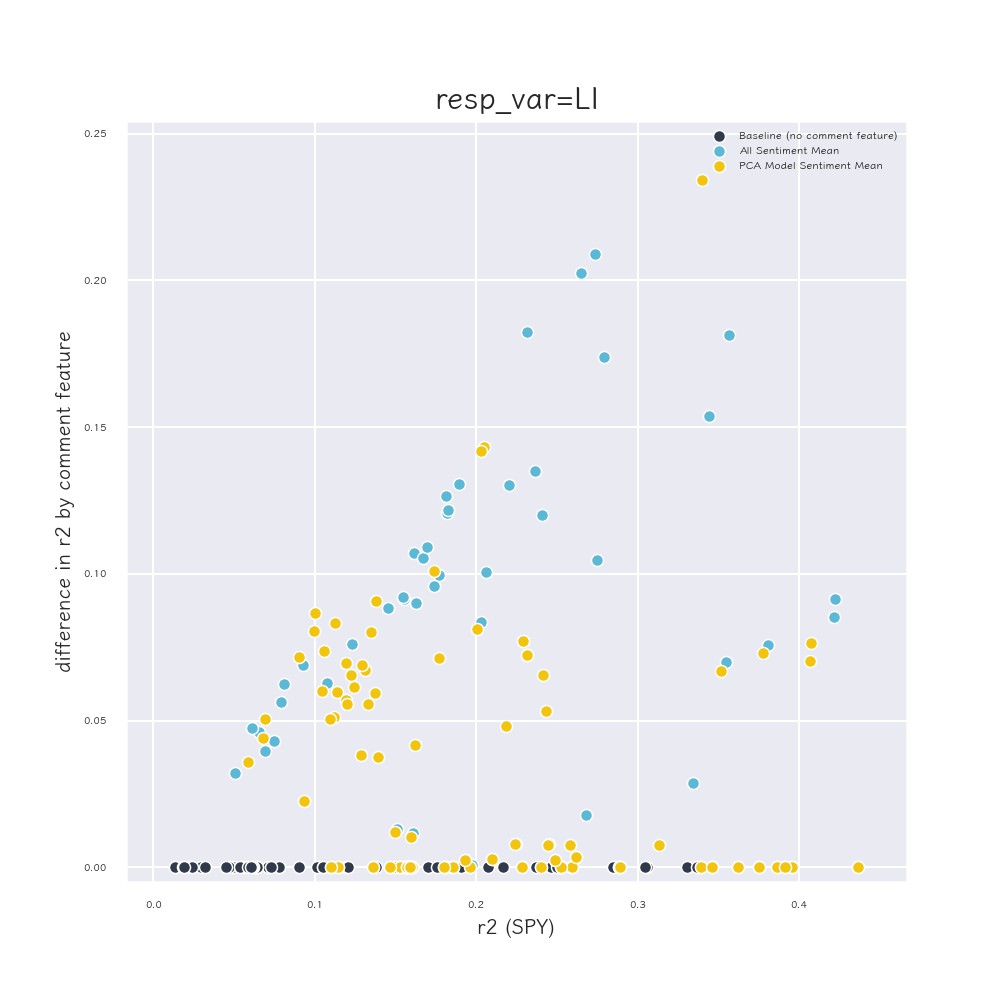 resp_var=LI
Baseline (no comment feature)
All Sentiment Mean
PCA Model Sentiment Mean
difference in r2 by comment feature
0.25
0.20
0.15
0.10
0.05
0.00
0.0 0.1 0.2 0.3 0.4
r2 (SPY)